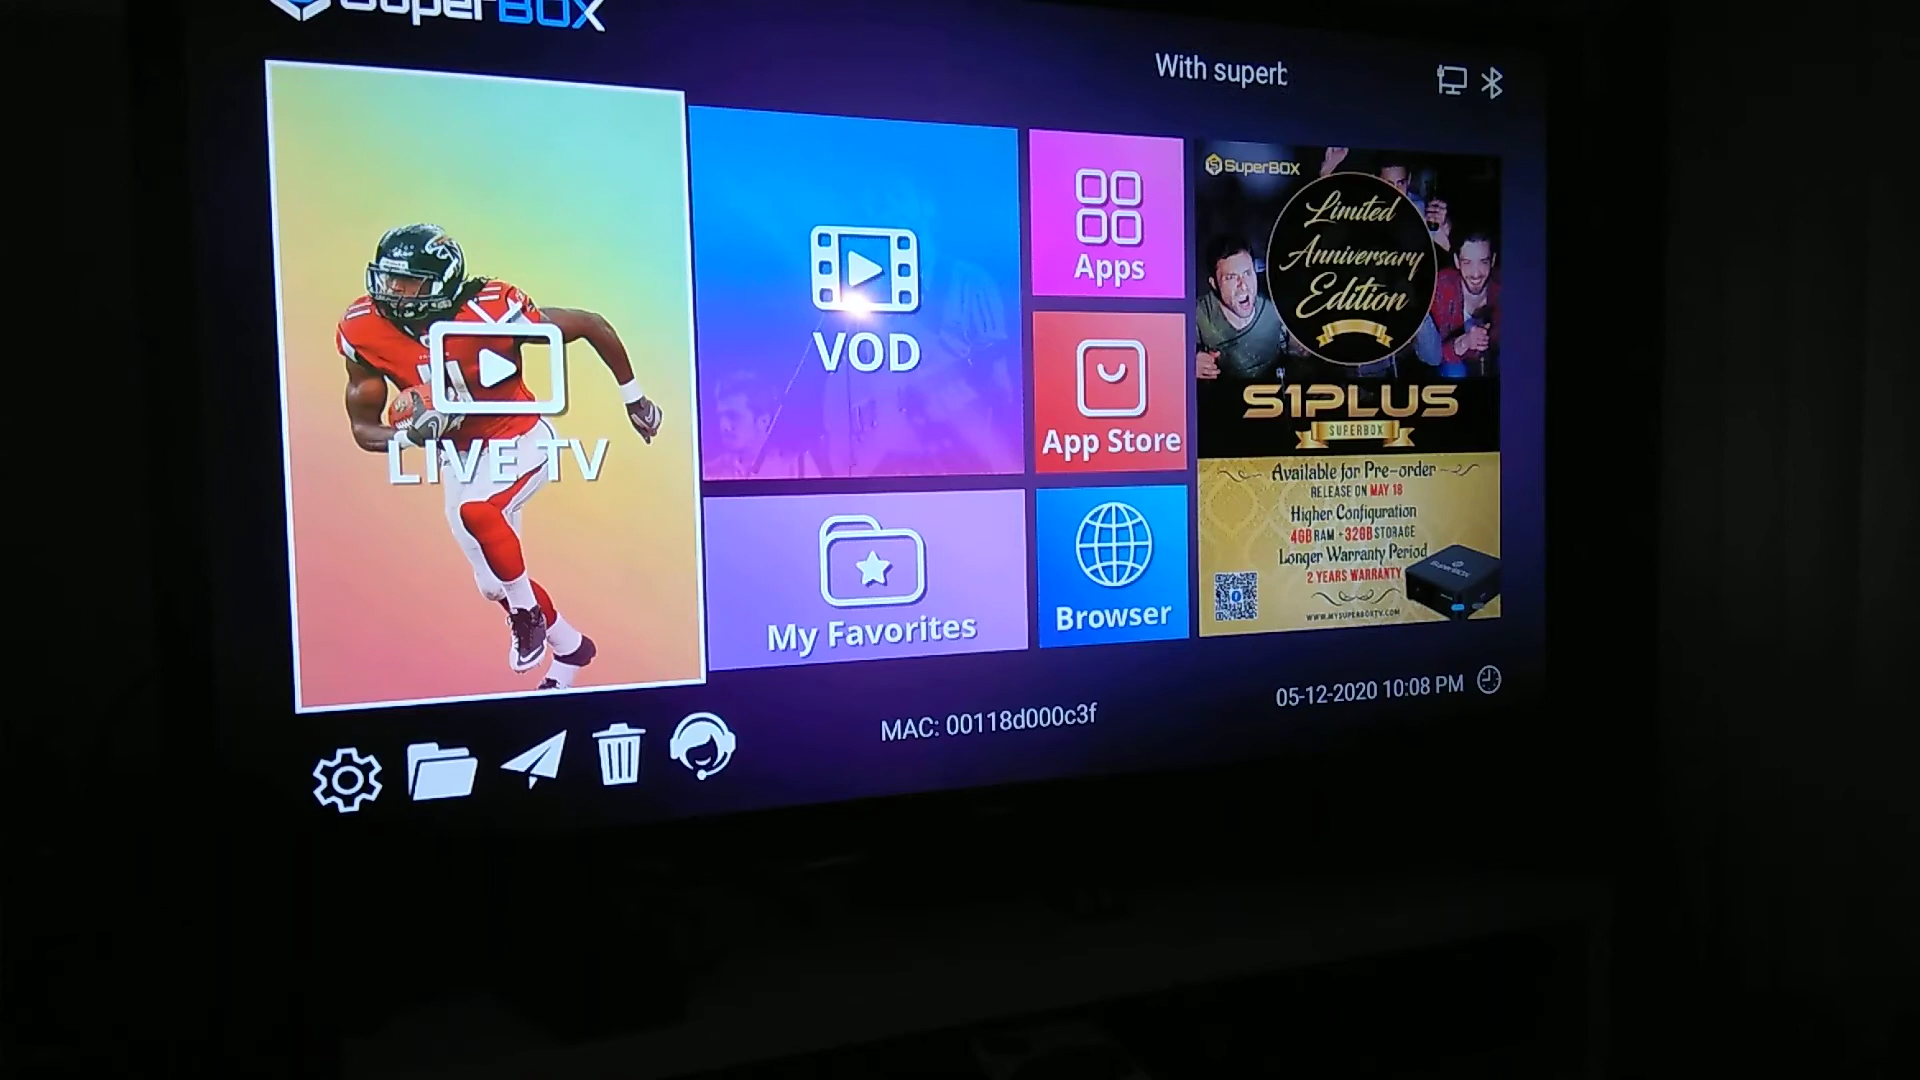 SuperBOX
With superb
LIVE TV
VOD
My Favorites
Apps
App Store
Browser
SuperBOX
Limited
Anniversary
Edition
S1PLUS
SUPERBOX
Available for Pre-order
RELEASE ON MAY 18
Higher Configuration
4GB RAM + 32GB STORAGE
Longer Warranty Period
2 YEARS WARRANTY
WWW.MYSUPERBOXTV.COM
SuperBOX
MAC: 00118d000c3f
05-12-2020 10:08 PM